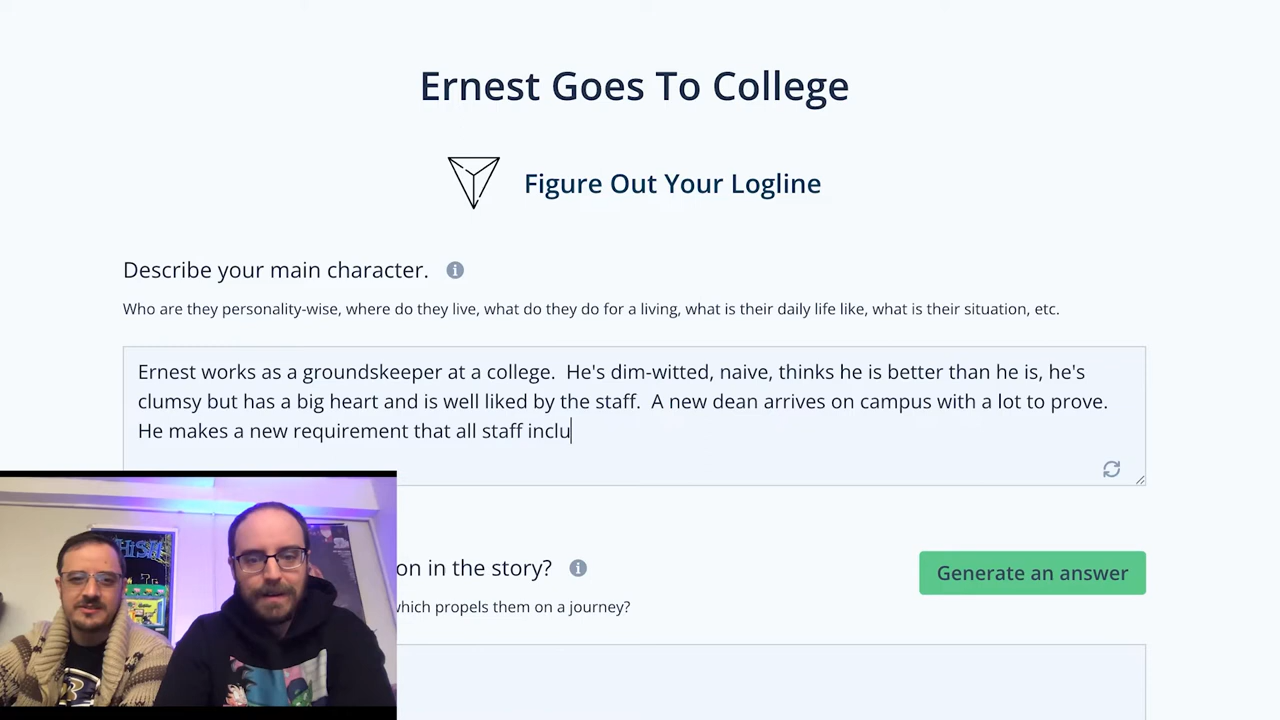 Ernest Goes To College
Figure Out Your Logline
Describe your main character.
Who are they personality-wise, where do they live, what do they do for a living, what is their daily life like, what is their situation, etc.
Ernest works as a groundskeeper at a college.  He's dim-witted, naive, thinks he is better than he is, he's
clumsy but has a big heart and is well liked by the staff.  A new dean arrives on campus with a lot to prove.
He makes a new requirement that all staff inclu
on in the story?
Generate an answer
which propels them on a journey?